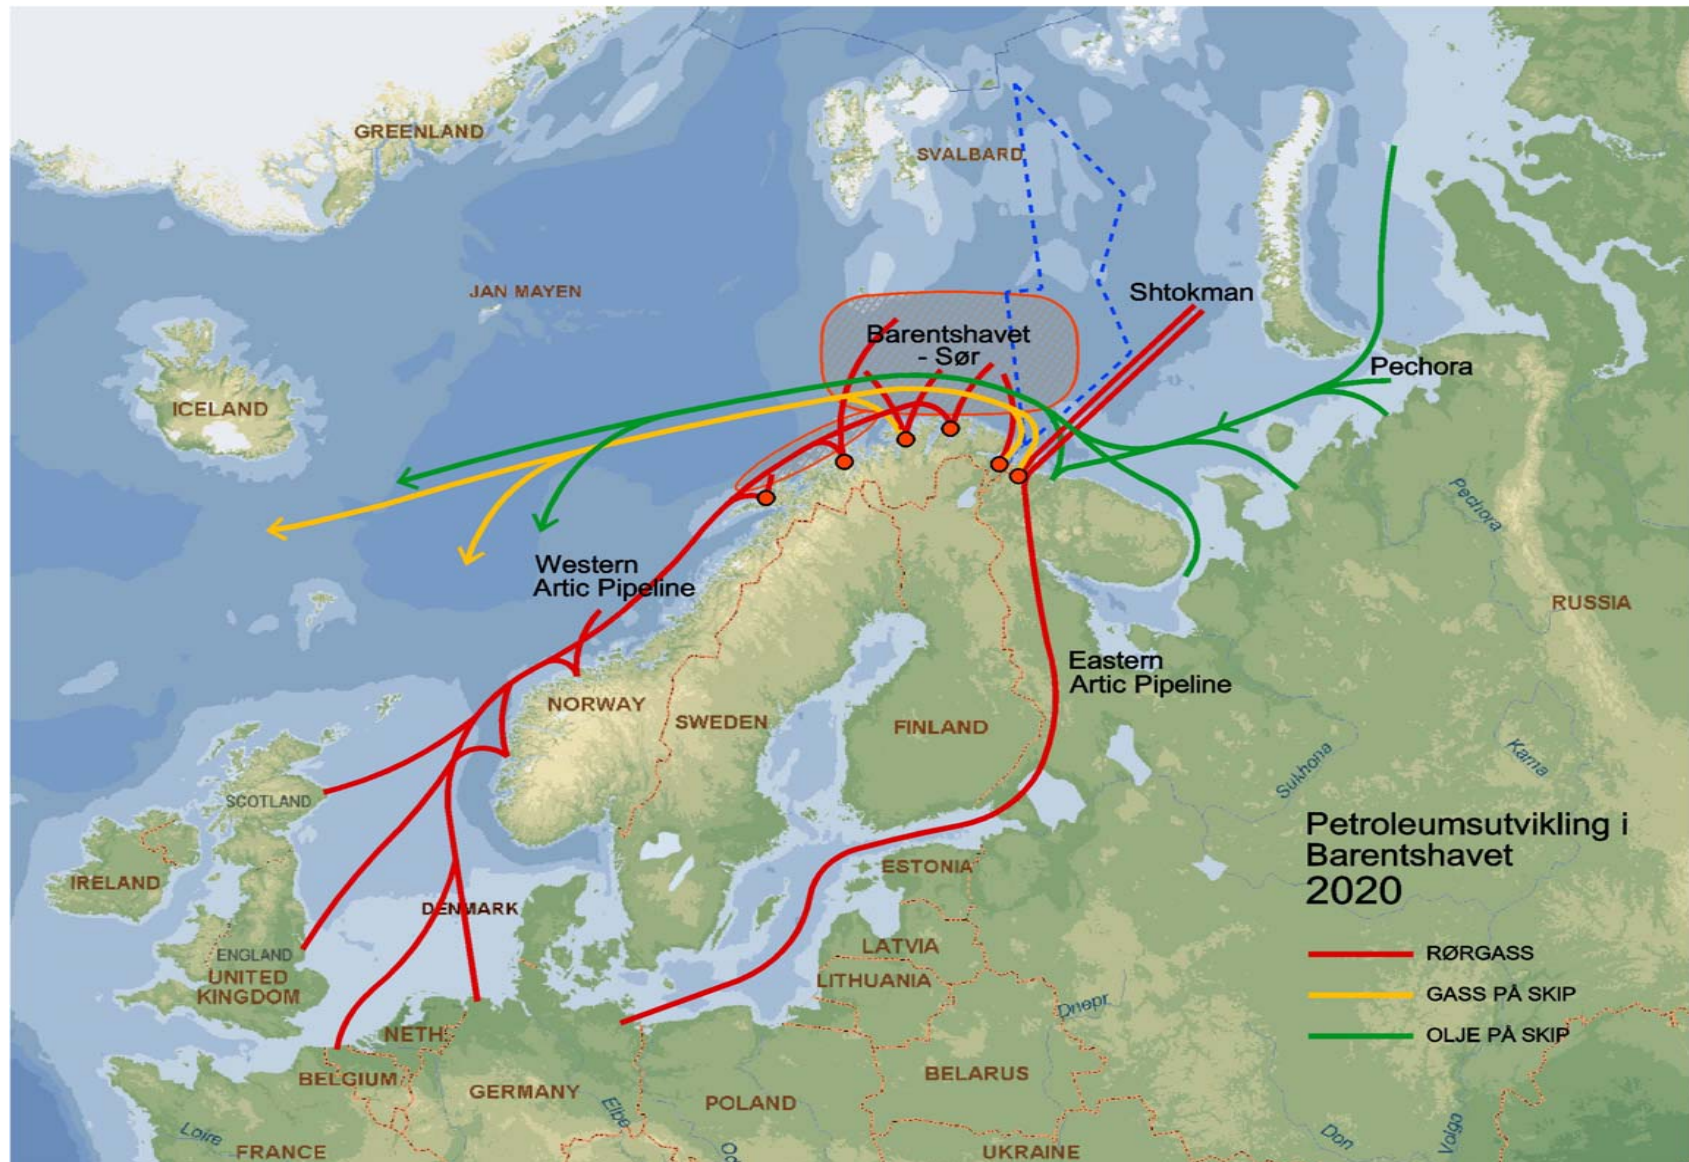 GREENLAND
SVALBARD
JAN MAYEN
Shtokman
Barentshavet
- Sør
Pechora
ICELAND
Pechora
Western
Artic Pipeline
RUSSIA
Eastern
Artic Pipeline
NORWAY
SWEDEN
FINLAND
Sukhona
Kama
SCOTLAND
Petroleumsutvikling i
Barentshavet
2020
IRELAND
ESTONIA
DENMARK
LATVIA
ENGLAND
UNITED
KINGDOM
LITHUANIA
RØRGASS
GASS PÅ SKIP
OLJE PÅ SKIP
Dnepr
NETH.
BELGIUM
GERMANY
BELARUS
POLAND
Elbe
Loire
FRANCE
UKRAINE
Don
Volga